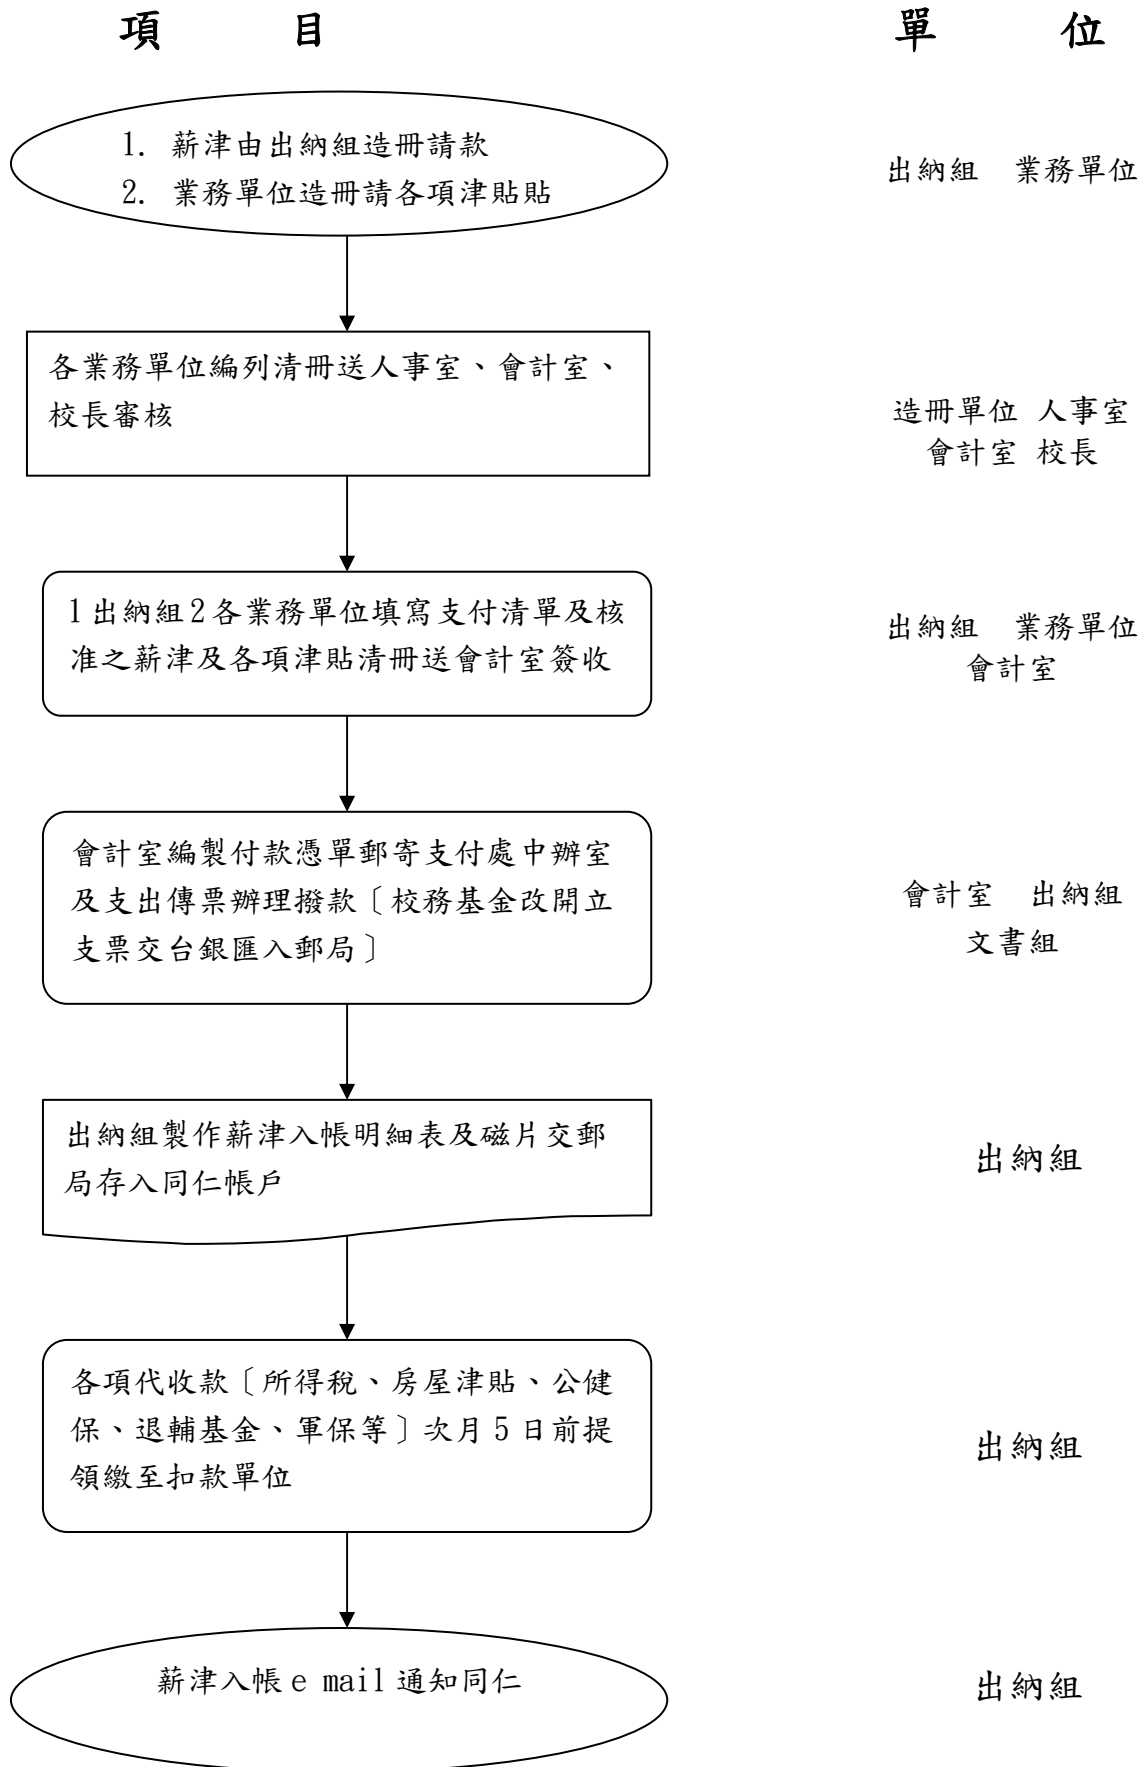 項 目 單 位
1. 薪津由出納組造冊請款
2. 業務單位造冊請各項津貼貼
出納組 業務單位
各業務單位編列清冊送人事室、會計室、
校長審核
造冊單位 人事室
會計室 校長
1出納組2各業務單位填寫支付清單及核
准之薪津及各項津貼清冊送會計室簽收
出納組 業務單位
會計室
會計室編製付款憑單郵寄支付處中辦室
及支出傳票辦理撥款〔校務基金改開立
支票交台銀匯入郵局〕
會計室 出納組
文書組
出納組製作薪津入帳明細表及磁片交郵
局存入同仁帳戶
出納組
各項代收款〔所得稅、房屋津貼、公健
保、退輔基金、軍保等〕次月5日前提
領繳至扣款單位
出納組
薪津入帳e mail通知同仁
出納組